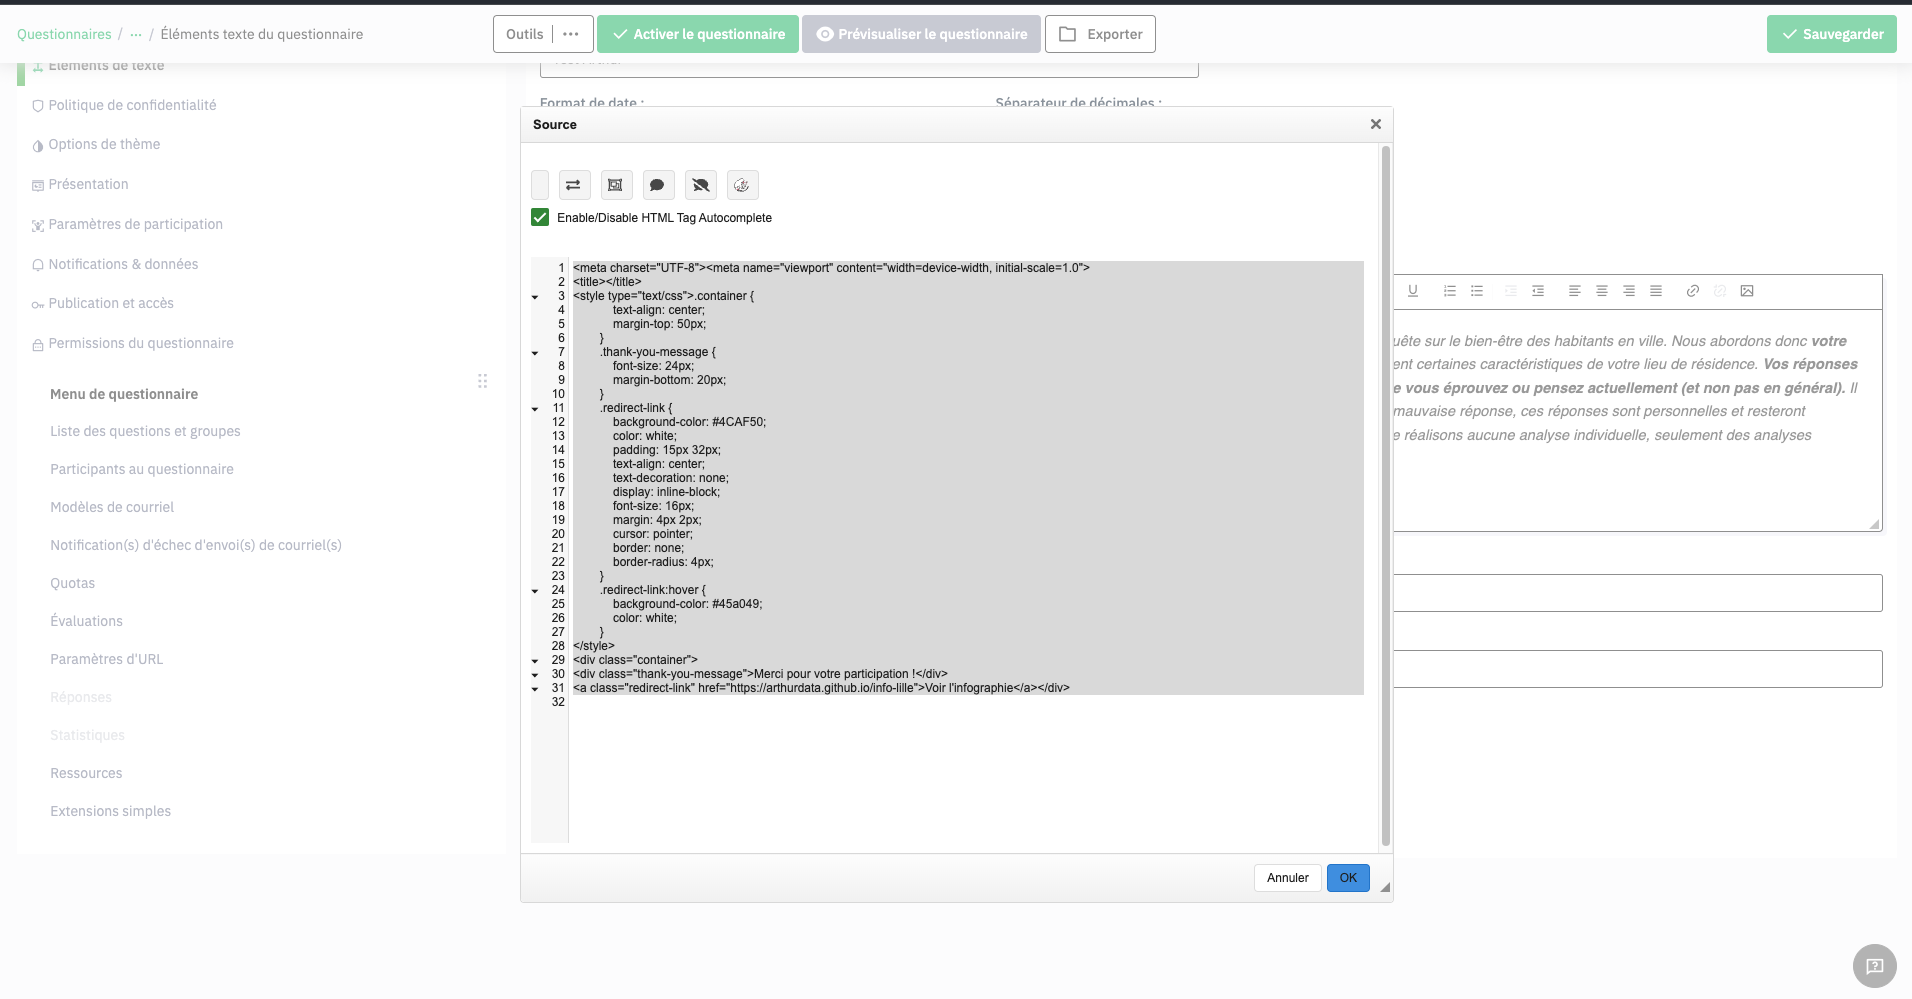 Questionnaires / ··· / Éléments texte du questionnaire
Outils ···
Activer le questionnaire
Prévisualiser le questionnaire
Exporter
Sauvegarder
Éléments de texte
Politique de confidentialité
Options de thème
Présentation
Paramètres de participation
Notifications & données
Publication et accès
Permissions du questionnaire
Menu de questionnaire
Liste des questions et groupes
Participants au questionnaire
Modèles de courriel
Notification(s) d'échec d'envoi(s) de courriel(s)
Quotas
Évaluations
Paramètres d'URL
Réponses
Statistiques
Ressources
Extensions simples
Format de date :
Séparateur de décimales :
Source
Enable/Disable HTML Tag Autocomplete
1 <meta charset="UTF-8"><meta name="viewport" content="width=device-width, initial-scale=1.0">
2 <title></title>
3 <style type="text/css">.container {
4 text-align: center;
5 margin-top: 50px;
6 }
7 .thank-you-message {
8 font-size: 24px;
9 margin-bottom: 20px;
10 }
11 .redirect-link {
12 background-color: #4CAF50;
13 color: white;
14 padding: 15px 32px;
15 text-align: center;
16 text-decoration: none;
17 display: inline-block;
18 font-size: 16px;
19 margin: 4px 2px;
20 cursor: pointer;
21 border: none;
22 border-radius: 4px;
23 }
24 .redirect-link:hover {
25 background-color: #45a049;
26 color: white;
27 }
28 </style>
29 <div class="container">
30 <div class="thank-you-message">Merci pour votre participation !</div>
31 <a class="redirect-link" href="https://arthurdata.github.io/info-lille">Voir l'infographie</a></div>
32
Annuler
OK
uête sur le bien-être des habitants en ville. Nous abordons donc votre
ent certaines caractéristiques de votre lieu de résidence. Vos réponses
e vous éprouvez ou pensez actuellement (et non pas en général). Il
mauvaise réponse, ces réponses sont personnelles et resteront
e réalisons aucune analyse individuelle, seulement des analyses